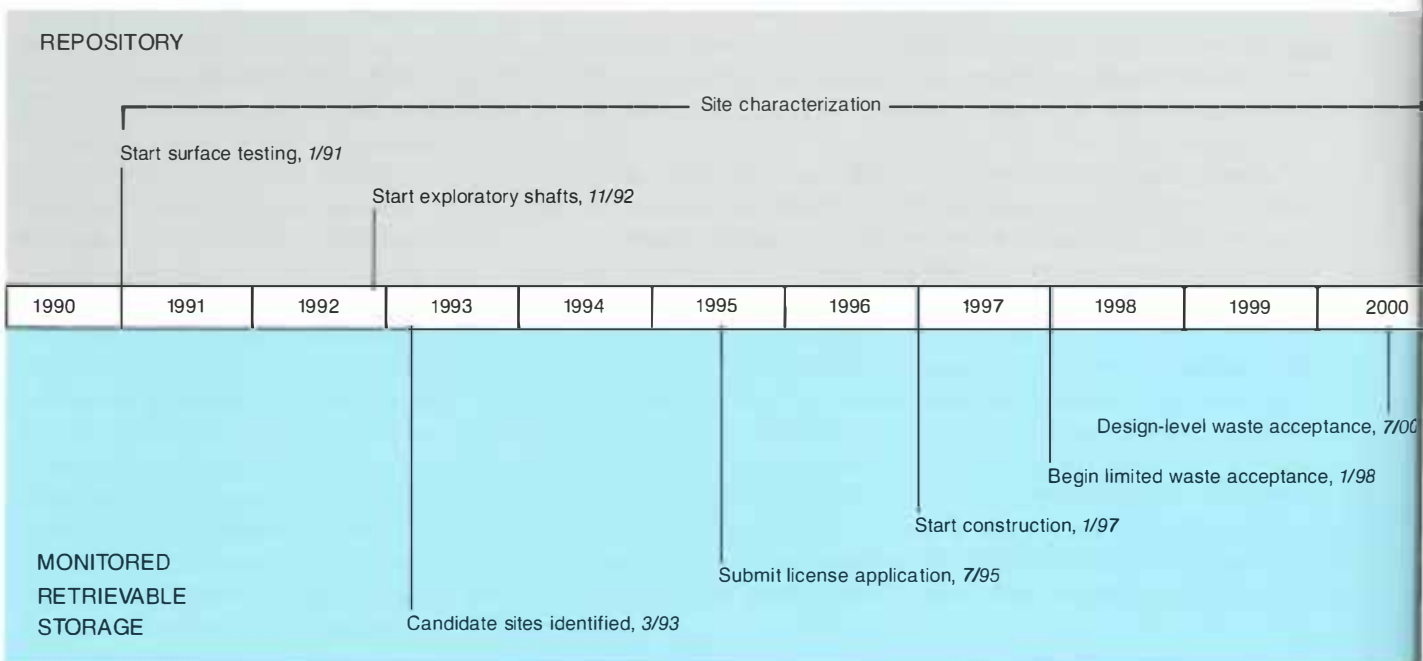 REPOSITORY
Site characterization
Start surface testing, 1/91
Start exploratory shafts, 11/92
1990 1991 1992 1993 1994 1995 1996 1997 1998 1999 2000
Design-level waste acceptance, 7/00
Begin limited waste acceptance, 1/98
Start construction, 1/97
Submit license application, 7/95
Candidate sites identified, 3/93
MONITORED
RETRIEVABLE
STORAGE